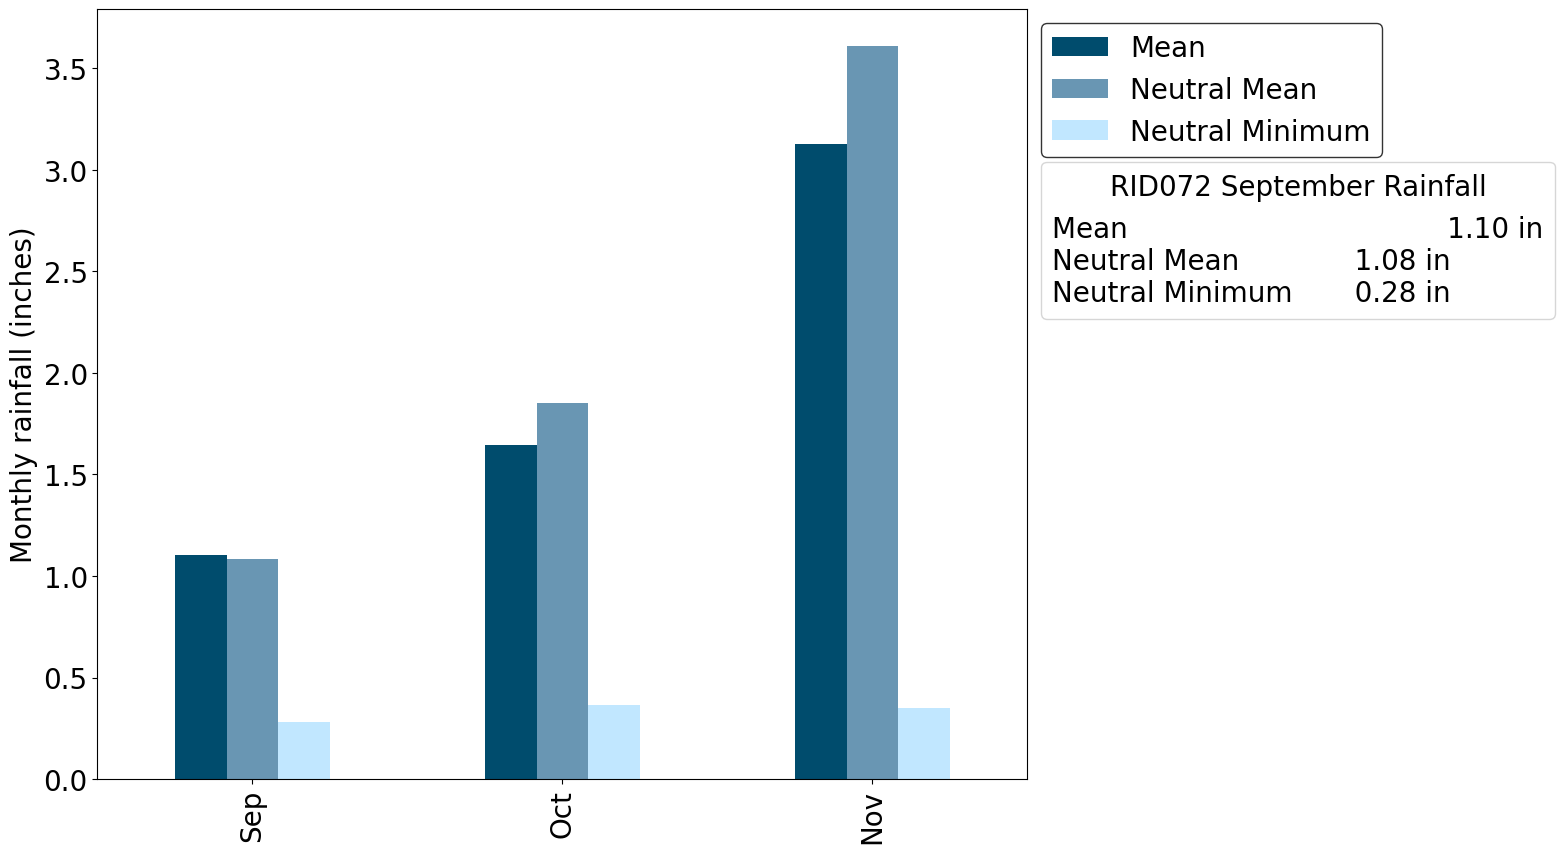 Monthly rainfall (inches)
3.5
3.0
2.5
2.0
1.5
1.0
0.5
0.0
Sep
Oct
Nov
Mean
Neutral Mean
Neutral Minimum
RID072 September Rainfall
Mean 1.10 in
Neutral Mean 1.08 in
Neutral Minimum 0.28 in